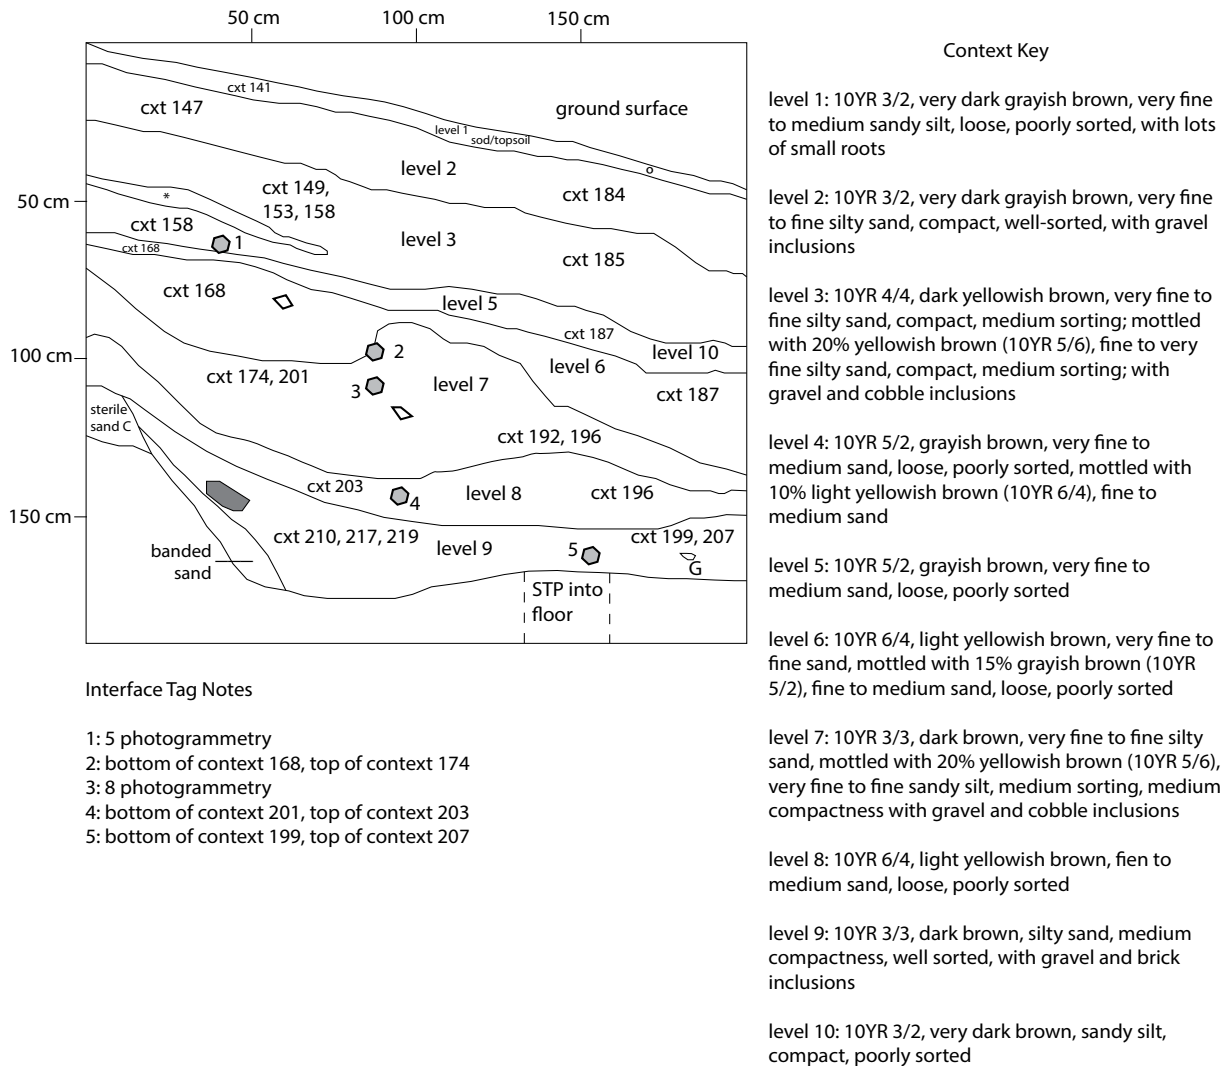 50 cm
100 cm
150 cm
cxt 141
cxt 147
ground surface
level 1
sod/topsoil
o
level 2
50 cm
*
cxt 149,
153, 158
cxt 184
cxt 158
1
level 3
cxt 168
cxt 185
cxt 168
level 5
cxt 187
100 cm
2
level 10
level 6
cxt 174, 201
3
level 7
cxt 187
sterile
sand C
cxt 192, 196
cxt 203
4
level 8
cxt 196
150 cm
cxt 210, 217, 219
level 9
5
cxt 199, 207
G
banded
sand
STP into
floor
Interface Tag Notes
1: 5 photogrammetry
2: bottom of context 168, top of context 174
3: 8 photogrammetry
4: bottom of context 201, top of context 203
5: bottom of context 199, top of context 207
Context Key
level 1: 10YR 3/2, very dark grayish brown, very fine
to medium sandy silt, loose, poorly sorted, with lots
of small roots
level 2: 10YR 3/2, very dark grayish brown, very fine
to fine silty sand, compact, well-sorted, with gravel
inclusions
level 3: 10YR 4/4, dark yellowish brown, very fine to
fine silty sand, compact, medium sorting; mottled
with 20% yellowish brown (10YR 5/6), fine to very
fine silty sand, compact, medium sorting; with
gravel and cobble inclusions
level 4: 10YR 5/2, grayish brown, very fine to
medium sand, loose, poorly sorted, mottled with
10% light yellowish brown (10YR 6/4), fine to
medium sand
level 5: 10YR 5/2, grayish brown, very fine to
medium sand, loose, poorly sorted
level 6: 10YR 6/4, light yellowish brown, very fine to
fine sand, mottled with 15% grayish brown (10YR
5/2), fine to medium sand, loose, poorly sorted
level 7: 10YR 3/3, dark brown, very fine to fine silty
sand, mottled with 20% yellowish brown (10YR 5/6),
very fine to fine sandy silt, medium sorting, medium
compactness with gravel and cobble inclusions
level 8: 10YR 6/4, light yellowish brown, fien to
medium sand, loose, poorly sorted
level 9: 10YR 3/3, dark brown, silty sand, medium
compactness, well sorted, with gravel and brick
inclusions
level 10: 10YR 3/2, very dark brown, sandy silt,
compact, poorly sorted